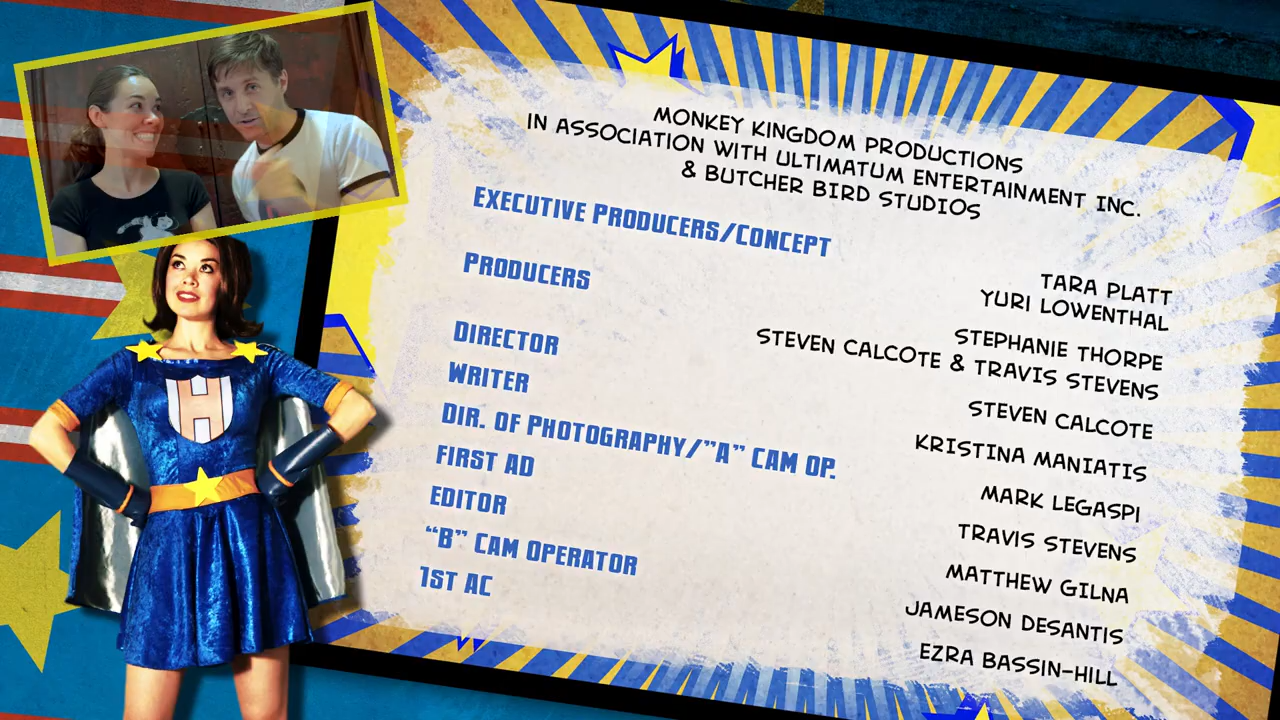 MONKEY KINGDOM PRODUCTIONS
IN ASSOCIATION WITH ULTIMATUM ENTERTAINMENT INC.
& BUTCHER BIRD STUDIOS
EXECUTIVE PRODUCERS/CONCEPT
TARA PLATT
YURI LOWENTHAL
PRODUCERS
STEPHANIE THORPE
STEVEN CALCOTE & TRAVIS STEVENS
DIRECTOR
STEVEN CALCOTE
WRITER
KRISTINA MANIATIS
DIR. OF PHOTOGRAPHY/"A" CAM OP.
MARK LEGASPI
FIRST AD
TRAVIS STEVENS
EDITOR
MATTHEW GILNA
"B" CAM OPERATOR
JAMESON DESANTIS
1ST AC
EZRA BASSIN-HILL
H